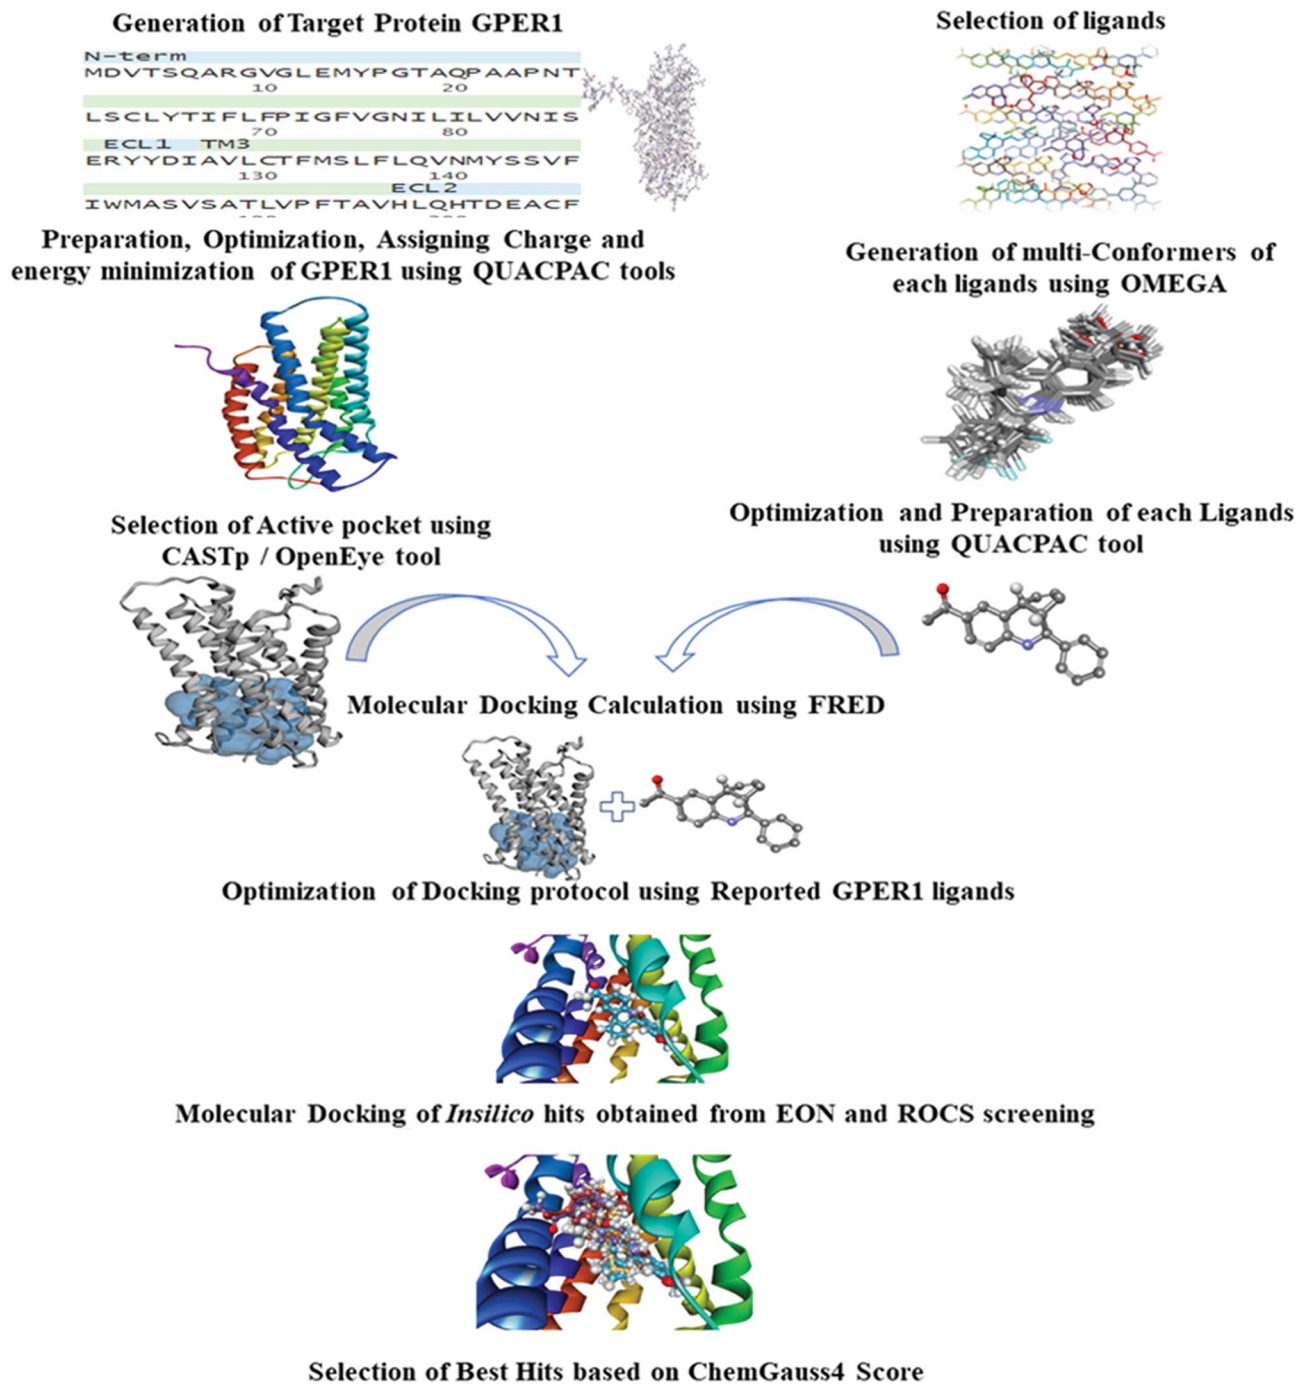 Generation of Target Protein GPER1
N-term
MDVTSQARGVGLEMYPGTAQPAAPNT
10 20
LSCLYTIFLFPIGFVGNILILVVNIS
70 80
ECL1 TM3
ERYYDIAVLCTFMSLFLQVNMYSSVF
130 140
ECL2
IWMASVSATLVPFTAVHLQHTDEACF
Preparation, Optimization, Assigning Charge and
energy minimization of GPER1 using QUACPAC tools
Selection of Active pocket using
CASTp / OpenEye tool
Selection of ligands
Generation of multi-Conformers of
each ligands using OMEGA
Optimization and Preparation of each Ligands
using QUACPAC tool
Molecular Docking Calculation using FRED
Optimization of Docking protocol using Reported GPER1 ligands
Molecular Docking of Insilico hits obtained from EON and ROCS screening
Selection of Best Hits based on ChemGauss4 Score